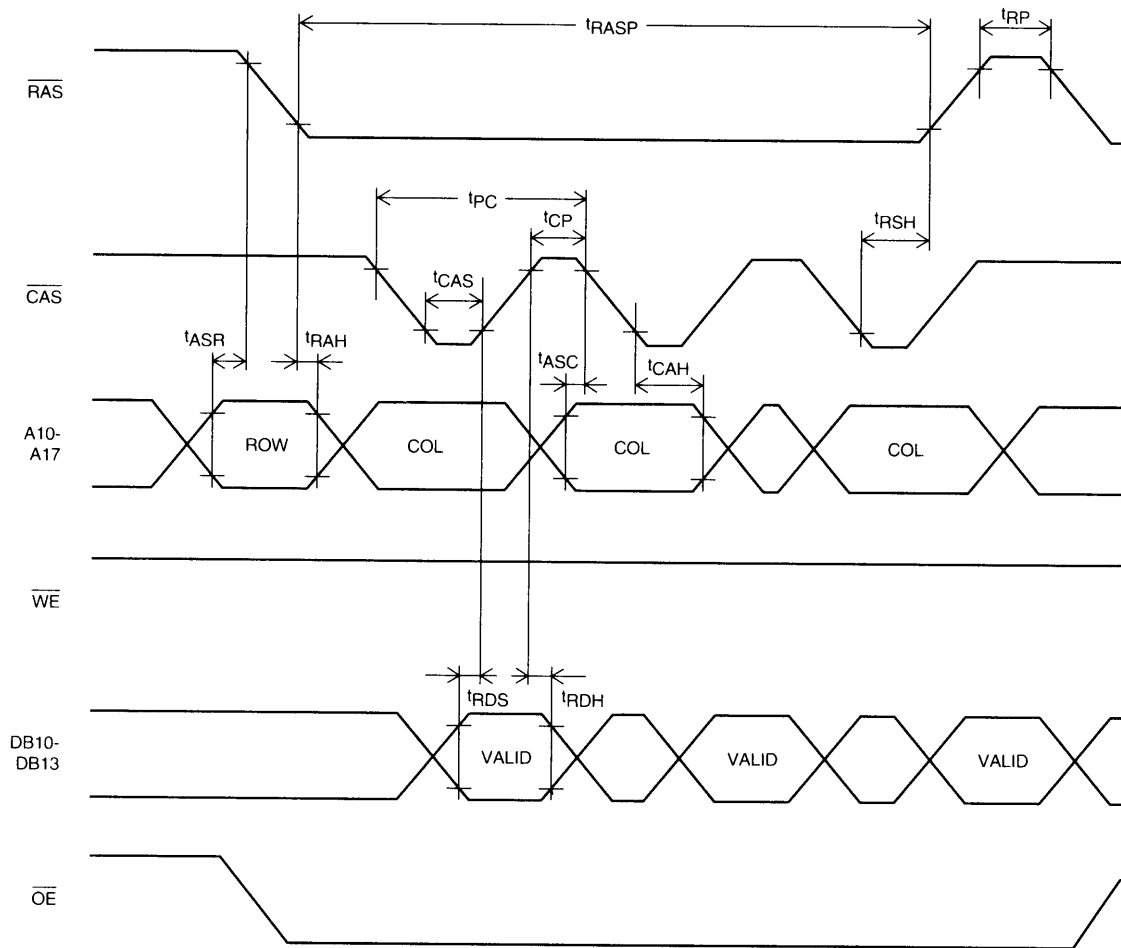 tRASP
tRP
RAS
tPC
tCP
tRSH
CAS
tCAS
tASR
tRAH
tASC
tCAH
A10-
A17
ROW
COL
COL
COL
WE
tRDS
tRDH
DB10-
DB13
VALID
VALID
VALID
OE